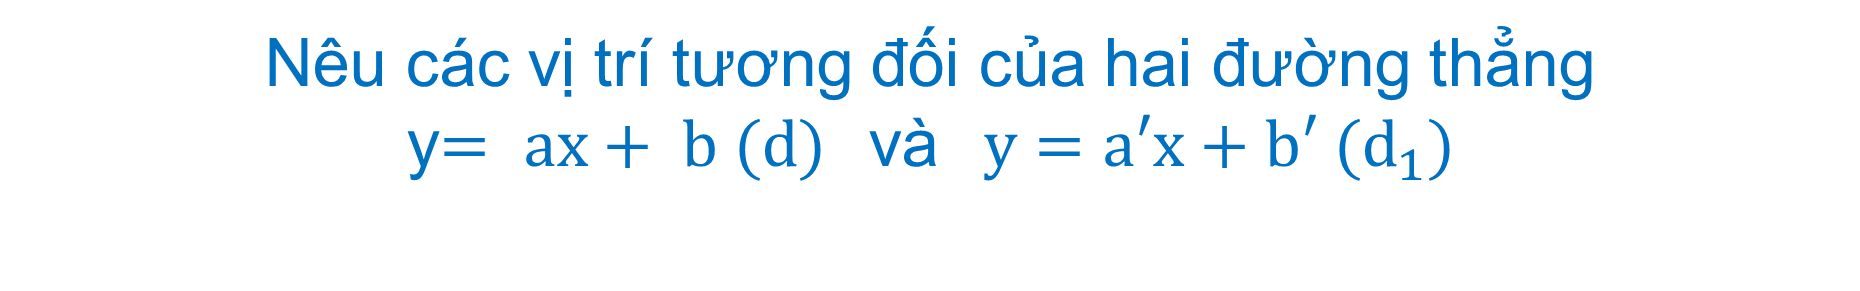 Nêu các vị trí tương đối của hai đường thẳng
y= ax + b (d) và y = a′x + b′ (d₁)